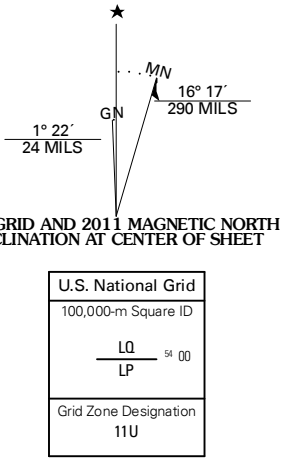 ★
MN
GN
16° 17´
290 MILS
1° 22´
24 MILS
GRID AND 2011 MAGNETIC NORTH
CLINATION AT CENTER OF SHEET
U.S. National Grid
100,000-m Square ID
LQ
54 00
LP
Grid Zone Designation
11U